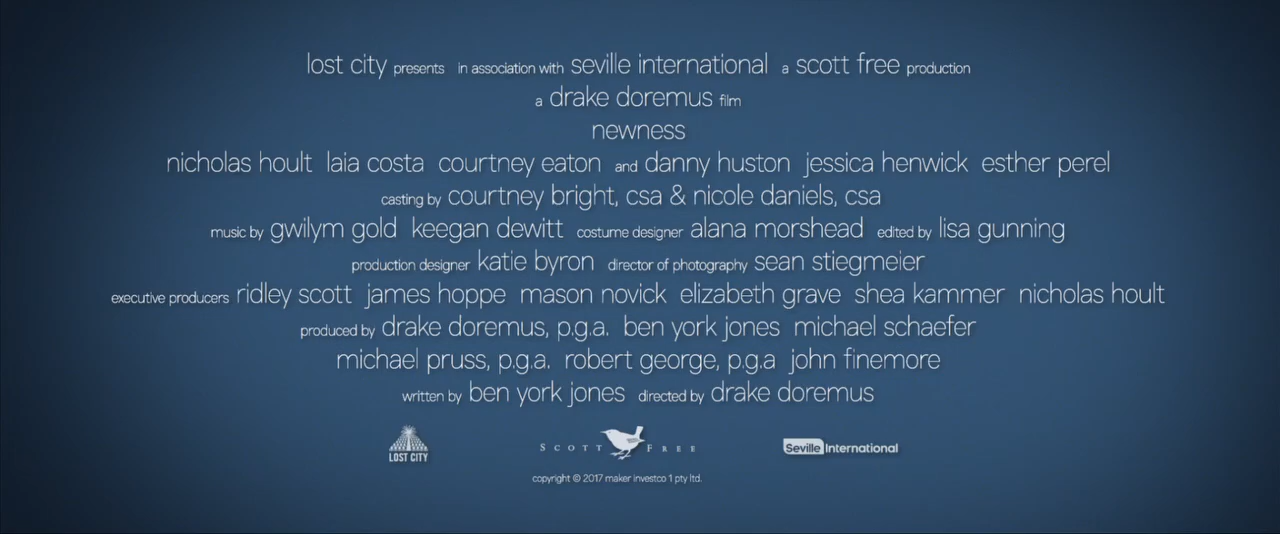 lost city presents in association with seville international a scott free production
a drake doremus film
newness
nicholas hoult laia costa courtney eaton and danny huston jessica henwick esther perel
casting by courtney bright, csa & nicole daniels, csa
music by gwilym gold keegan dewitt costume designer alana morshead edited by lisa gunning
production designer katie byron director of photography sean stiegmeier
executive producers ridley scott james hoppe mason novick elizabeth grave shea kammer nicholas hoult
produced by drake doremus, p.g.a. ben york jones michael schaefer
michael pruss, p.g.a. robert george, p.g.a john finemore
written by ben york jones directed by drake doremus
LOST CITY SCOTT FREE Seville International
copyright © 2017 maker investco 1 pty ltd.